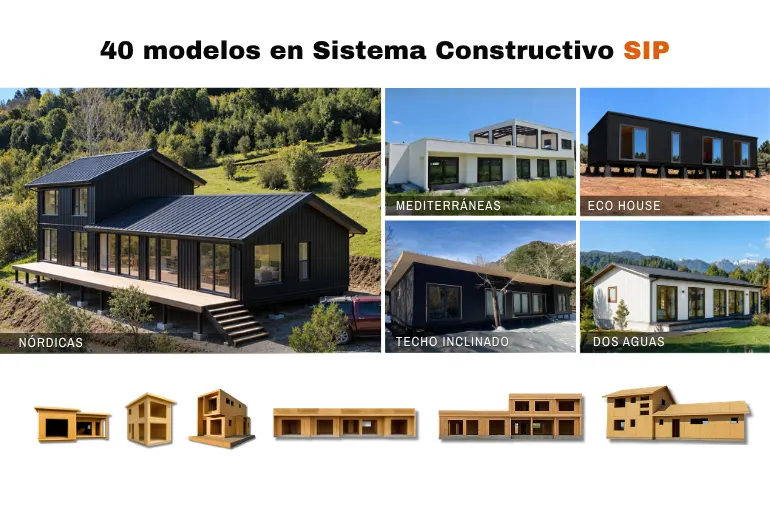 40 modelos en Sistema Constructivo SIP
MEDITERRÁNEAS
ECO HOUSE
NÓRDICAS
TECHO INCLINADO
DOS AGUAS